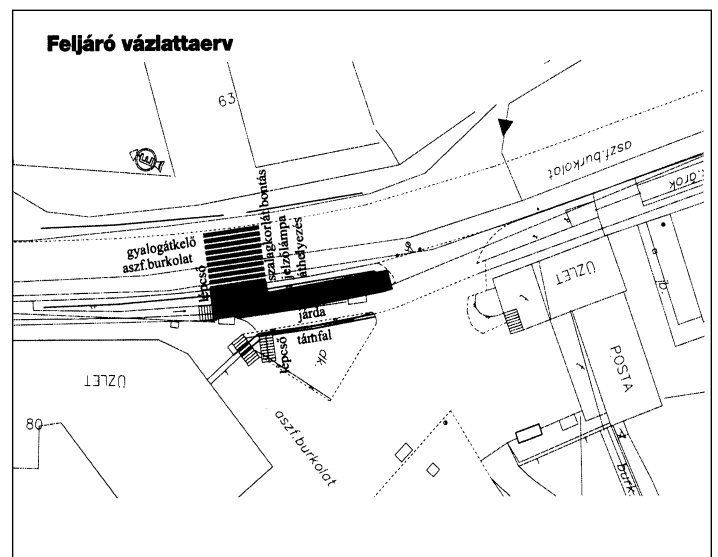 Feljáró vázlattaerv
63
É
aszf.burkolat
gyalogátkelő
aszf.burkolat
lépcső
szalagkorlát bontás
jelzőlámpa
áthelyezés
járda
támfal
lépcső
ÜZLET
80
aszf.burkolat
ÜZLET
POSTA